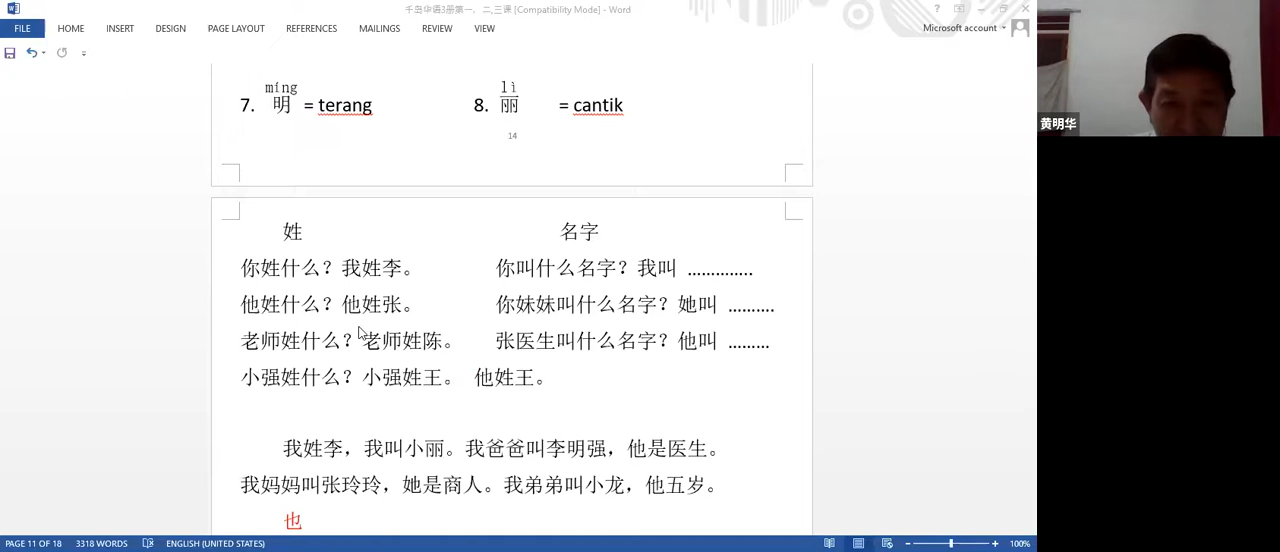 千岛华语3册第一、二,三课 [Compatibility Mode] - Word
FILE HOME INSERT DESIGN PAGE LAYOUT REFERENCES MAILINGS REVIEW VIEW Microsoft account
míng lì
7. 明 = terang 8. 丽 = cantik
14
姓 名字
你姓什么？我姓李。 你叫什么名字？我叫 ..............
他姓什么？他姓张。 你妹妹叫什么名字？她叫 ..........
老师姓什么？老师姓陈。 张医生叫什么名字？他叫 .........
小强姓什么？小强姓王。 他姓王。
我姓李，我叫小丽。我爸爸叫李明强，他是医生。
我妈妈叫张玲玲，她是商人。我弟弟叫小龙，他五岁。
也
PAGE 11 OF 18 3318 WORDS ENGLISH (UNITED STATES) 100%
黄明华